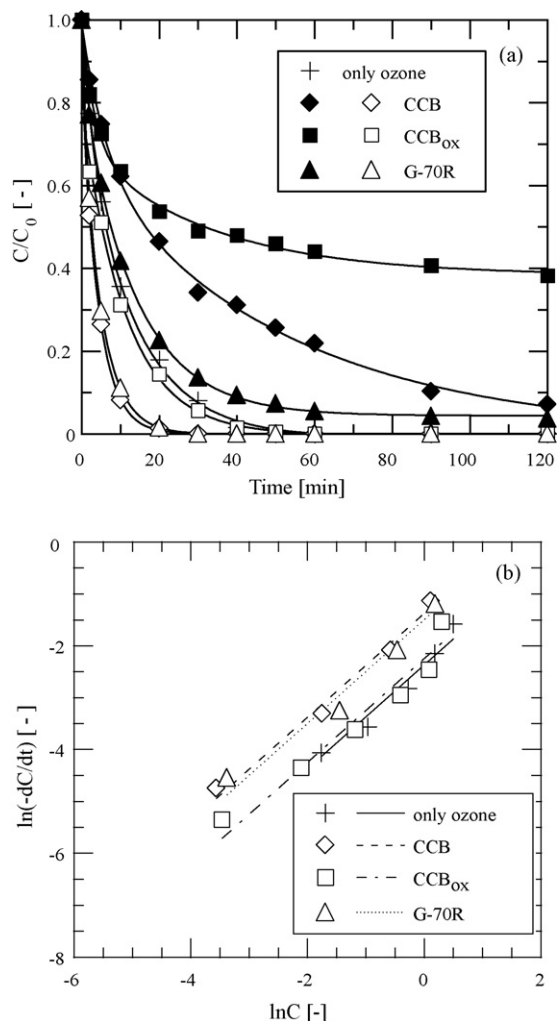 (a)
only ozone
CCB
CCBox
G-70R
C/C0 [-]
1.0
0.8
0.6
0.4
0.2
0
0 20 40 60 80 100 120
Time [min]
(b)
ln(-dC/dt) [-]
0
-2
-4
-6
-8
only ozone
CCB
CCBox
G-70R
-6 -4 -2 0 2
lnC [-]